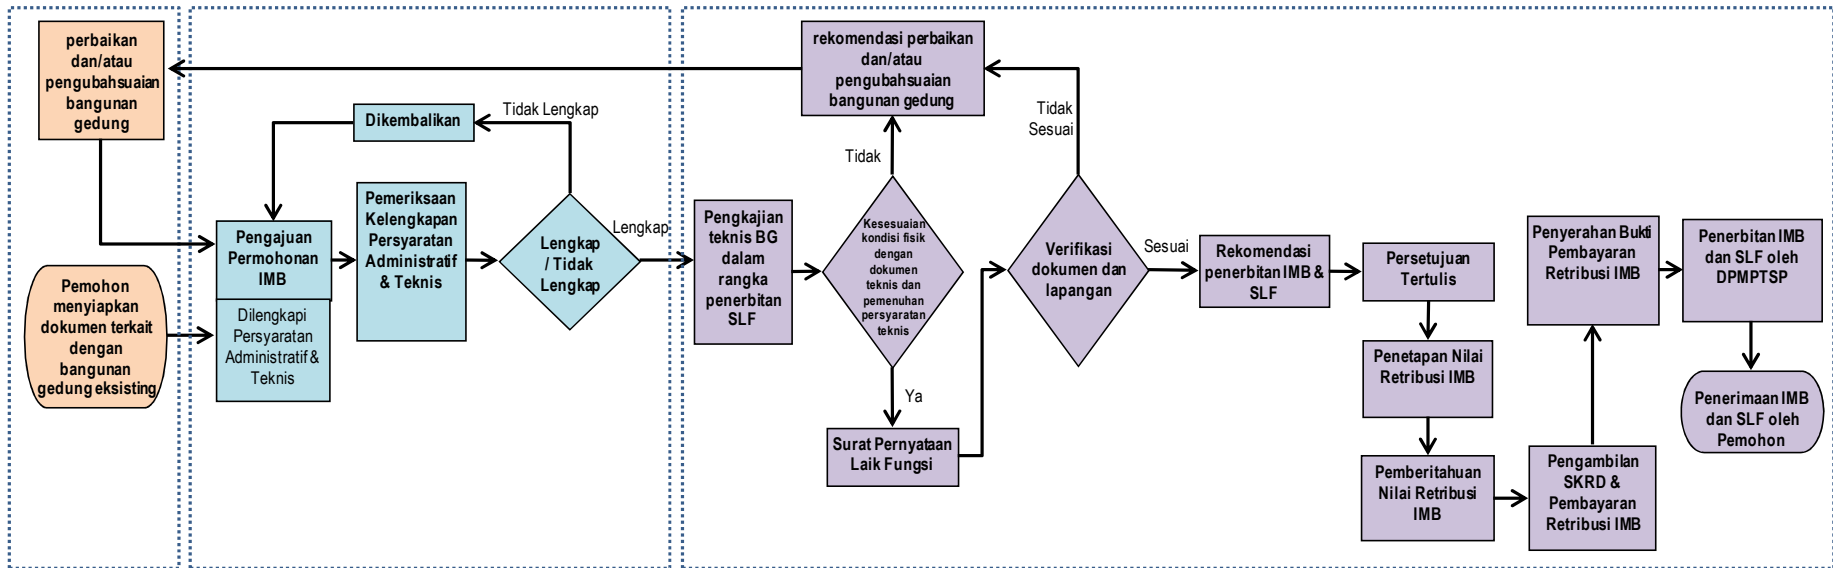 perbaikan
dan/atau
pengubahsuaian
bangunan
gedung
Pemohon
menyiapkan
dokumen terkait
dengan
bangunan
gedung eksisting
Dikembalikan
Tidak Lengkap
Pengajuan
Permohonan
IMB
Dilengkapi
Persyaratan
Administratif &
Teknis
Pemeriksaan
Kelengkapan
Persyaratan
Administratif
& Teknis
Lengkap
/ Tidak
Lengkap
Lengkap
Pengkajian
teknis BG
dalam
rangka
penerbitan
SLF
rekomendasi perbaikan
dan/atau
pengubahsuaian
bangunan gedung
Tidak
Kesesuaian
kondisi fisik
dengan
dokumen
teknis dan
pemenuhan
persyaratan
teknis
Ya
Surat Pernyataan
Laik Fungsi
Tidak
Sesuai
Verifikasi
dokumen dan
lapangan
Sesuai
Rekomendasi
penerbitan IMB &
SLF
Persetujuan
Tertulis
Penetapan Nilai
Retribusi IMB
Pemberitahuan
Nilai Retribusi
IMB
Pengambilan
SKRD &
Pembayaran
Retribusi IMB
Penyerahan Bukti
Pembayaran
Retribusi IMB
Penerbitan IMB
dan SLF oleh
DPMPTSP
Penerimaan IMB
dan SLF oleh
Pemohon